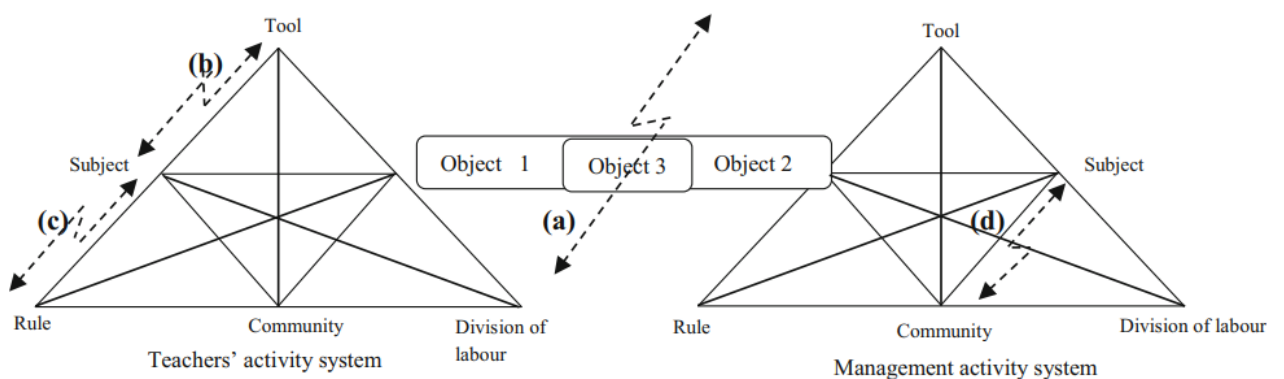 Tool
Tool
(b)
Subject
Object 1
Object 3
Object 2
Subject
(c)
(a)
(d)
Rule
Community
Division of
labour
Rule
Community
Division of labour
Teachers’ activity system
Management activity system